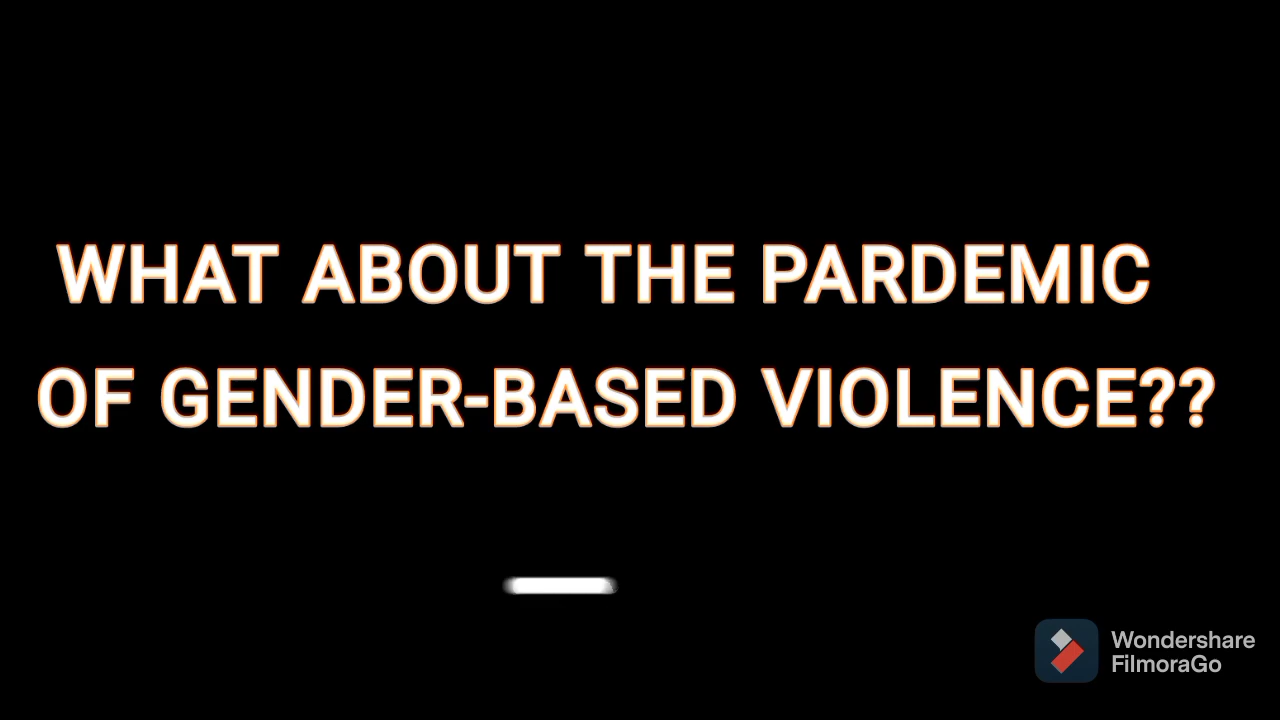 WHAT ABOUT THE PARDEMIC
OF GENDER-BASED VIOLENCE??
Wondershare
FilmoraGo